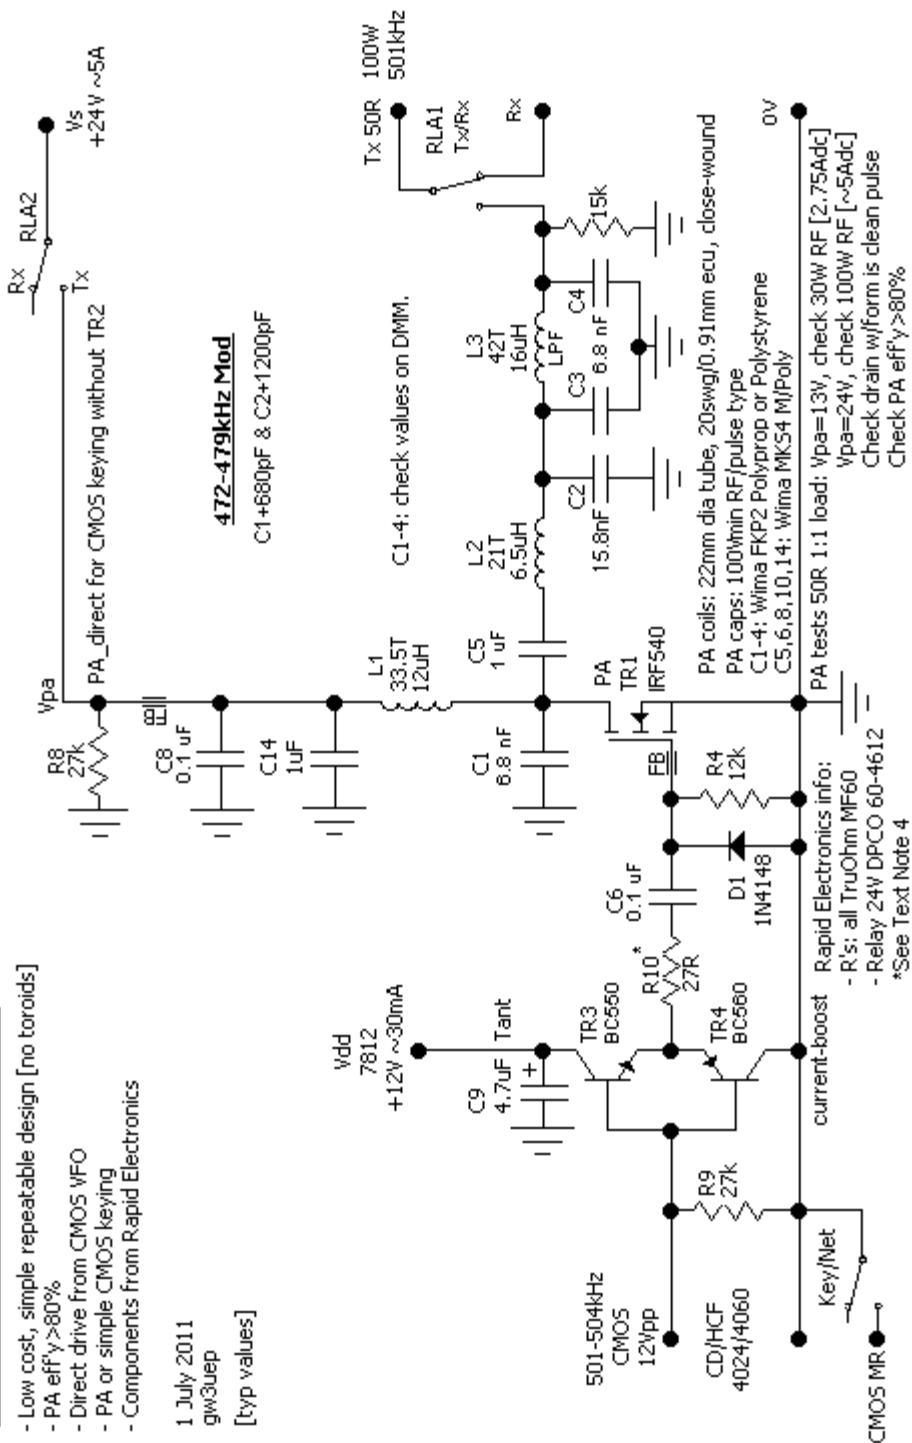 - Low cost, simple repeatable design [no toroids]
- PA eff'y>80%
- Direct drive from CMOS VFO
- PA or simple CMOS keying
- Components from Rapid Electronics
1 July 2011
gw3uep
[typ values]
Rx
RLA2
Tx
Vs
+24V ~5A
Vpa
PA_direct for CMOS keying without TR2
R8
27k
FB
C8
0.1 uF
C14
1uF
472-479kHz Mod
C1+680pF & C2+1200pF
L1
33.5T
12uH
C1-4: check values on DMM.
Tx 50R
100W
501kHz
RLA1
Tx/Rx
Rx
Vdd
7812
+12V ~30mA
Tant
C9
4.7uF
+
C1
6.8 nF
C5
1 uF
L2
21T
6.5uH
L3
42T
16uH
LPF
C2
15.8nF
C3
C4
6.8 nF
15k
TR3
BC550
TR4
BC560
R10*
27R
C6
0.1 uF
FB
PA
TR1
IRF540
D1
1N4148
R4
12k
501-504kHz
CMOS
12Vpp
CD/HCF
4024/4060
R9
27k
Key/Net
CMOS MR
current-boost
0V
PA coils: 22mm dia tube, 20swg/0.91mm ecu, close-wound
PA caps: 100Vmin RF/pulse type
C1-4: Wima FKP2 Polyprop or Polystyrene
C5,6,8,10,14: Wima MKS4 M/Poly
Rapid Electronics info:
- R's: all TruOhm MF60
- Relay 24V DPCO 60-4612
*See Text Note 4
PA tests 50R 1:1 load: Vpa=13V, check 30W RF [2.75Adc]
Vpa=24V, check 100W RF [~5Adc]
Check drain w/form is clean pulse
Check PA eff'y>80%